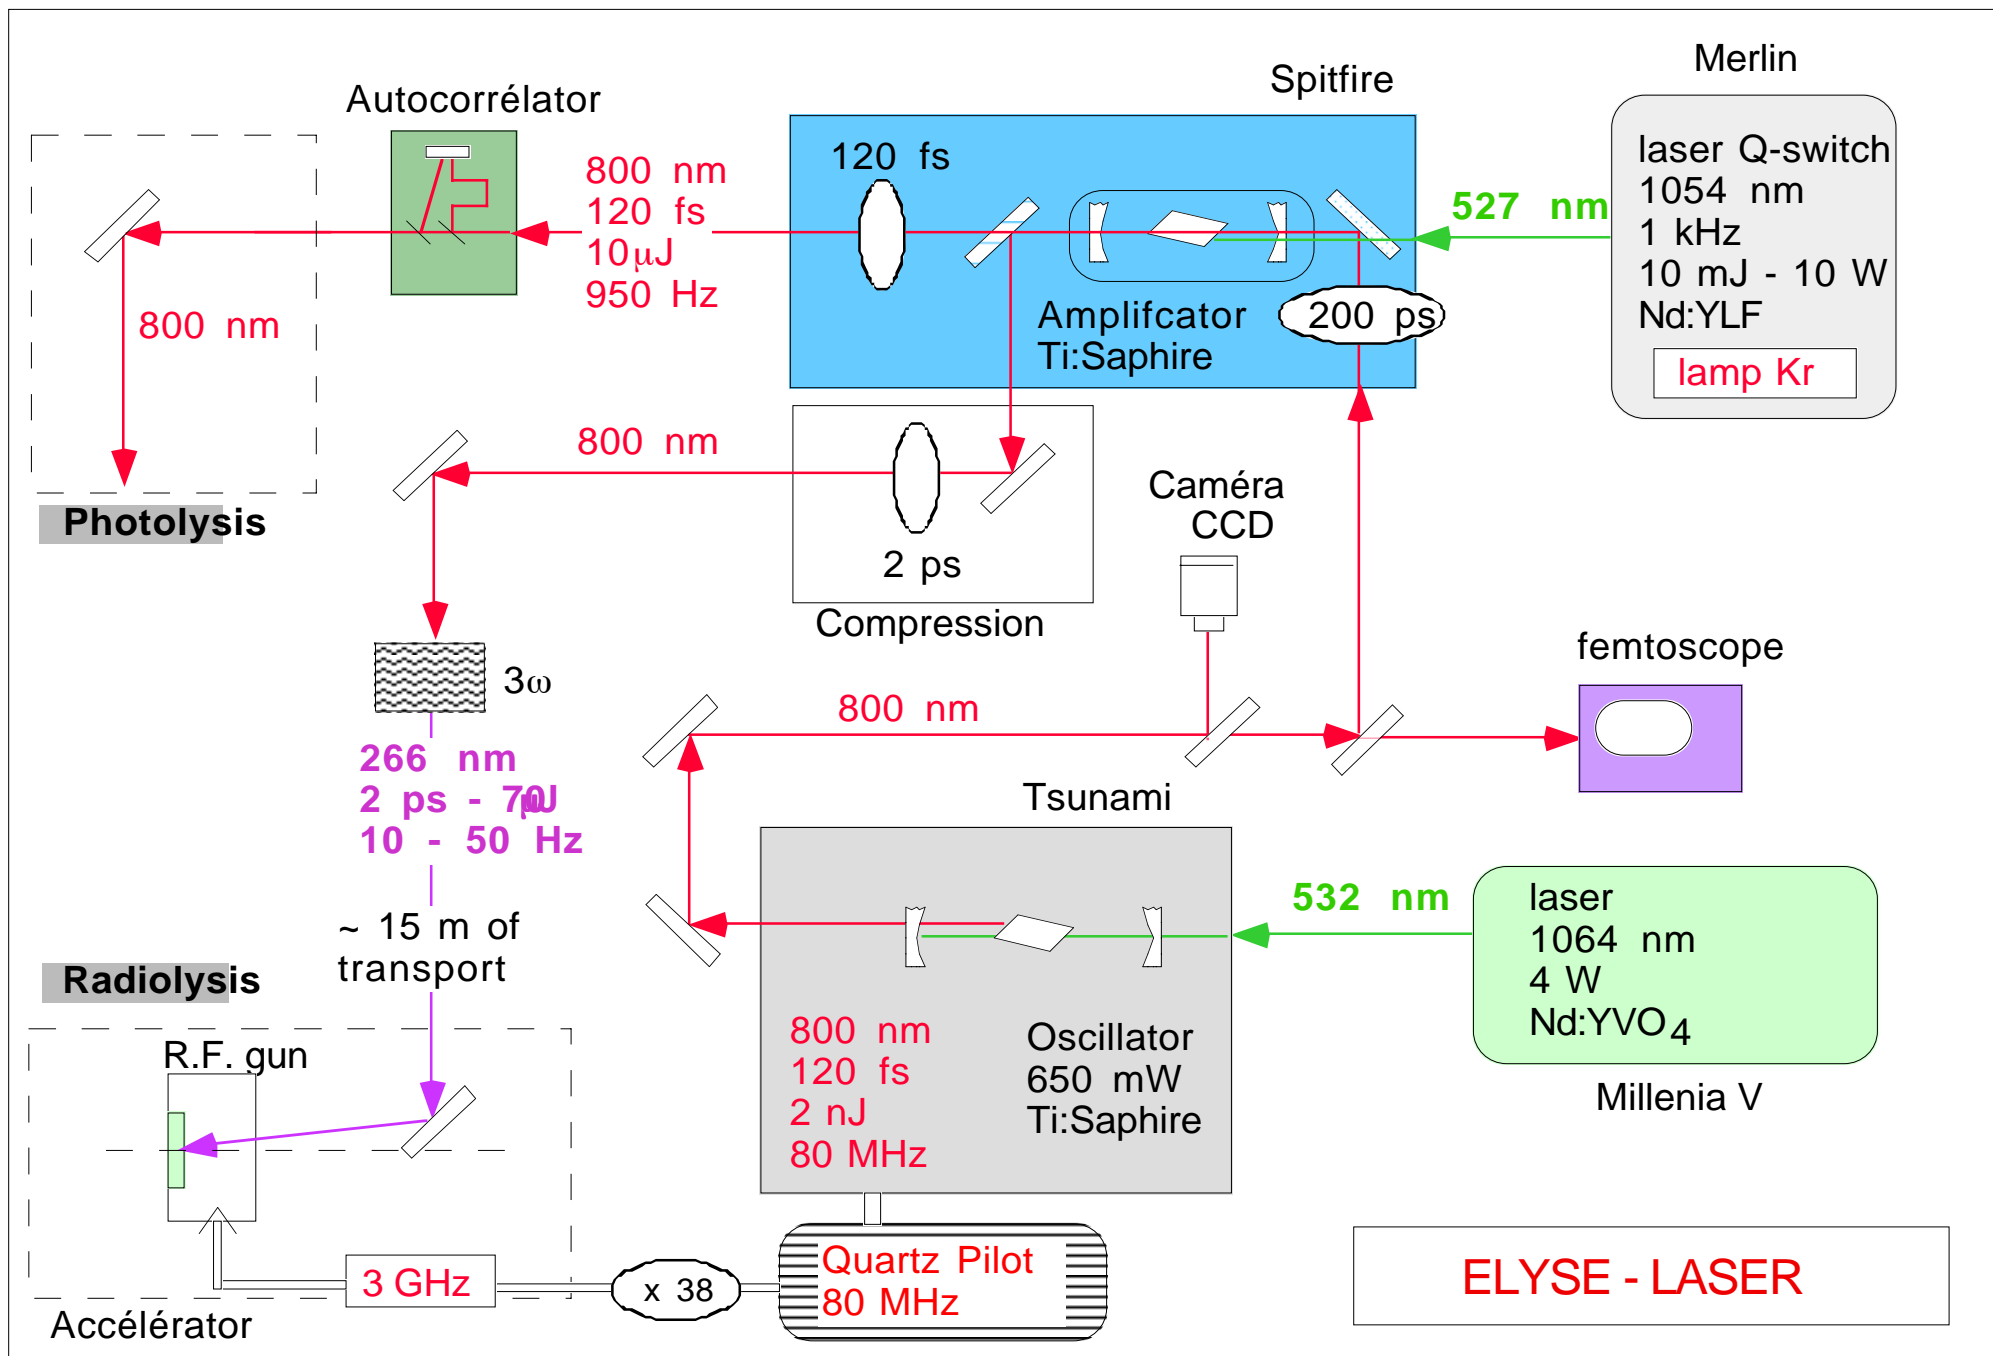 Merlin
Spitfire
Autocorrélator
laser Q-switch
1054 nm
1 kHz
10 mJ - 10 W
Nd:YLF
lamp Kr
527 nm
120 fs
800 nm
120 fs
10µJ
950 Hz
Amplifcator
Ti:Saphire
200 ps
800 nm
Photolysis
800 nm
2 ps
Compression
Caméra
CCD
femtoscope
3ω
800 nm
266 nm
2 ps - 70µJ
10 - 50 Hz
Tsunami
532 nm
laser
1064 nm
4 W
Nd:YVO4
Millenia V
~ 15 m of
transport
Radiolysis
R.F. gun
800 nm
120 fs
2 nJ
80 MHz
Oscillator
650 mW
Ti:Saphire
3 GHz
x 38
Quartz Pilot
80 MHz
Accélérator
ELYSE - LASER